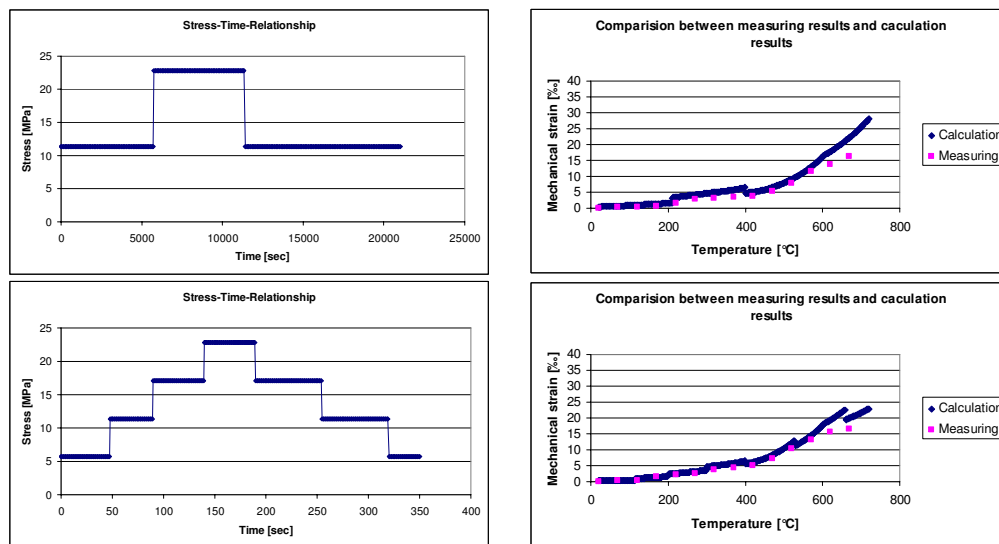 Stress-Time-Relationship
25
20
15
10
5
0
Stress [MPa]
0 5000 10000 15000 20000 25000
Time [sec]
Comparision between measuring results and caculation
results
40
35
30
25
20
15
10
5
0
Mechanical strain [‰]
0 200 400 600 800
Temperature [°C]
Calculation
Measuring
Stress-Time-Relationship
25
20
15
10
5
0
Stress [MPa]
0 50 100 150 200 250 300 350 400
Time [sec]
Comparision between measuring results and caculation
results
40
35
30
25
20
15
10
5
0
Mechanical strain [‰]
0 200 400 600 800
Temperature [°C]
Calculation
Measuring